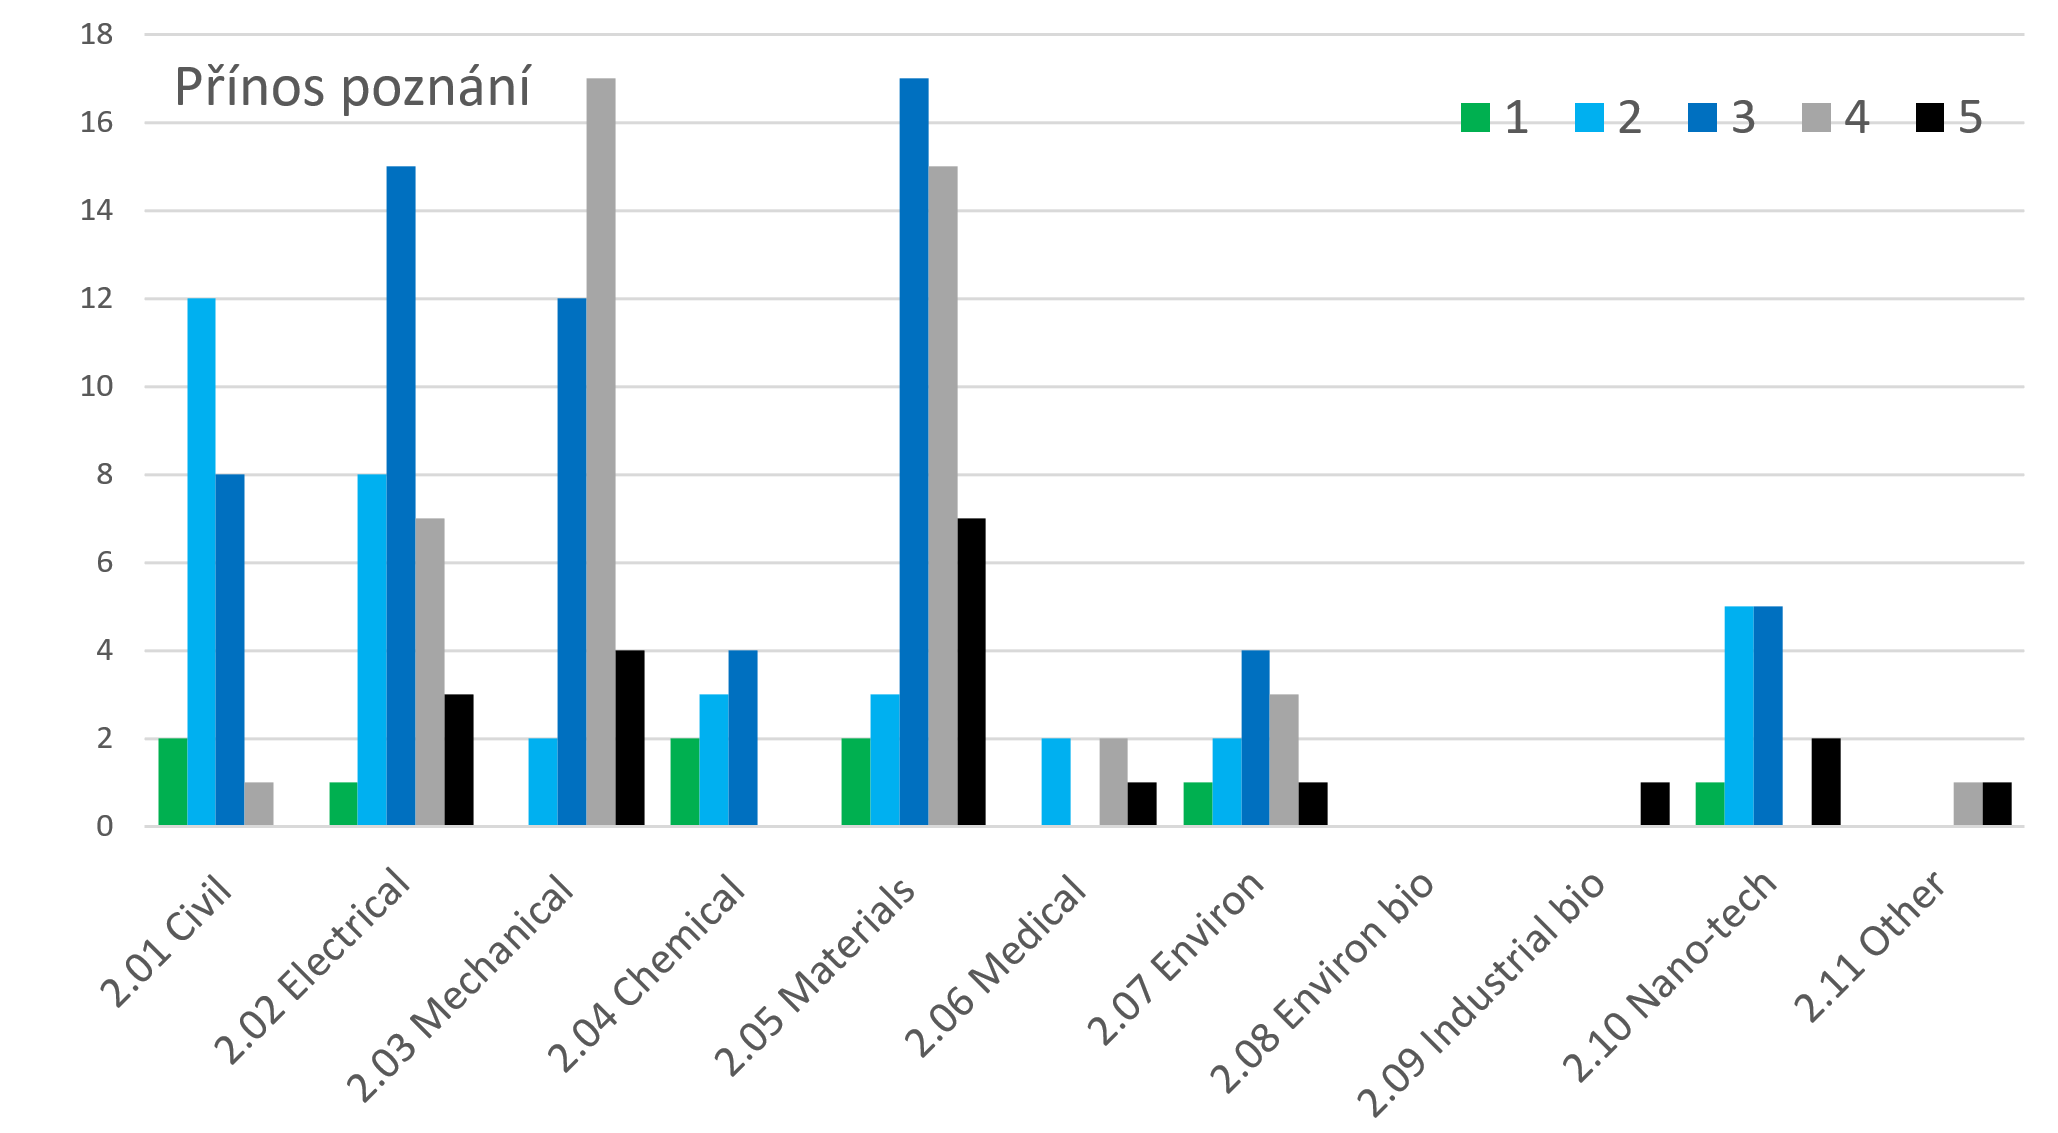 18
Přínos poznání
1 2 3 4 5
16
14
12
10
8
6
4
2
0
2.01 Civil
2.02 Electrical
2.03 Mechanical
2.04 Chemical
2.05 Materials
2.06 Medical
2.07 Environ
2.08 Environ bio
2.09 Industrial bio
2.10 Nano-tech
2.11 Other